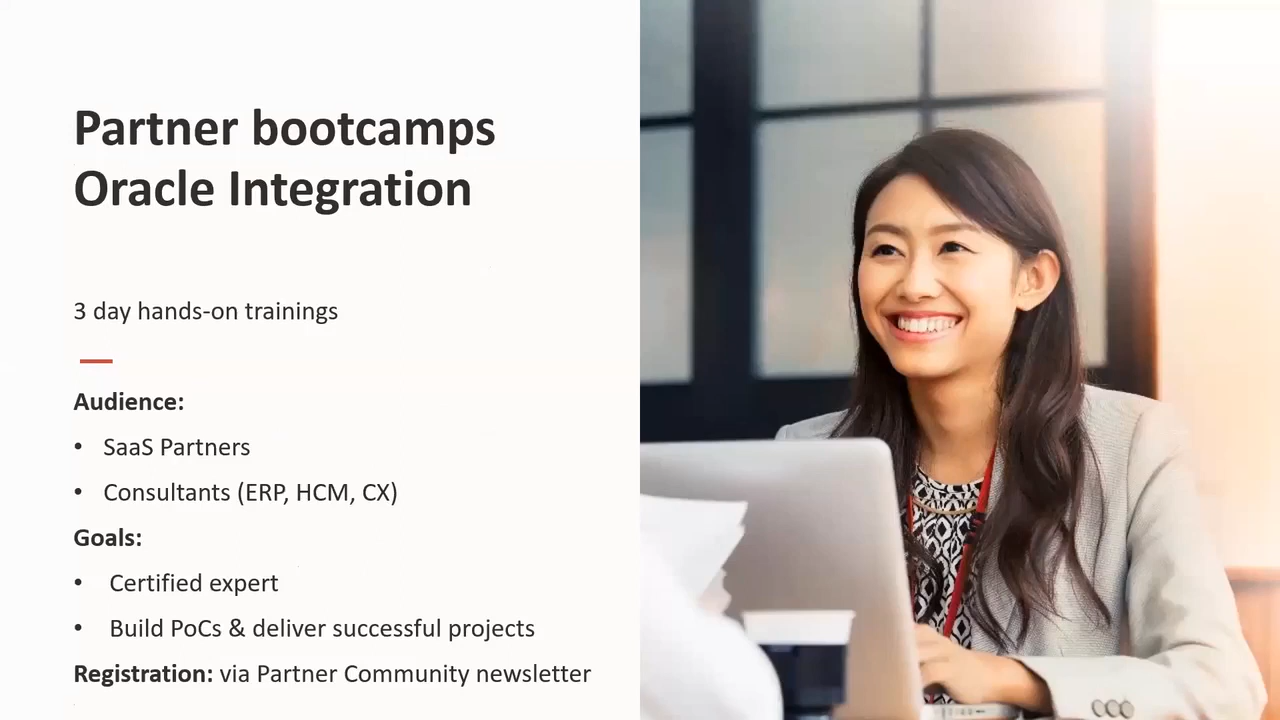 Partner bootcamps
Oracle Integration
3 day hands-on trainings
Audience:
• SaaS Partners
• Consultants (ERP, HCM, CX)
Goals:
• Certified expert
• Build PoCs & deliver successful projects
Registration: via Partner Community newsletter